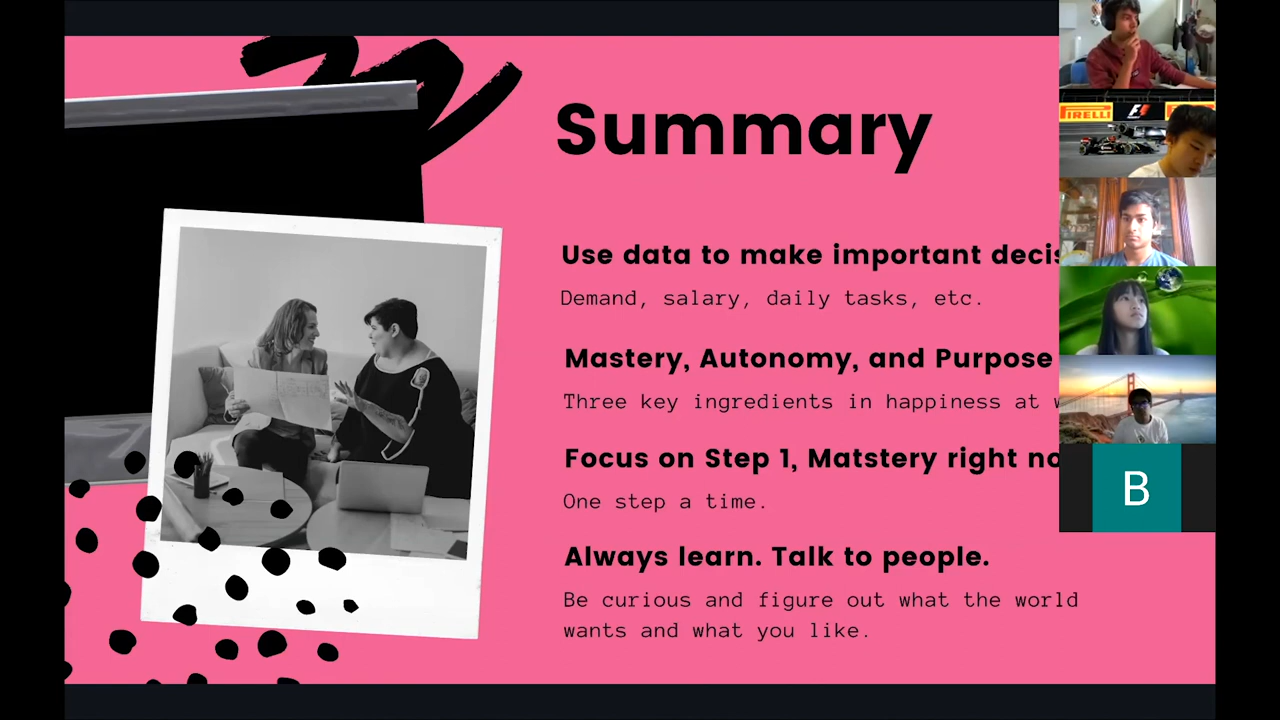 Summary
Use data to make important decis
Demand, salary, daily tasks, etc.
Mastery, Autonomy, and Purpose
Three key ingredients in happiness at w
Focus on Step 1, Matstery right no
One step a time.
Always learn. Talk to people.
Be curious and figure out what the world
wants and what you like.
PIRELLI
F1
B